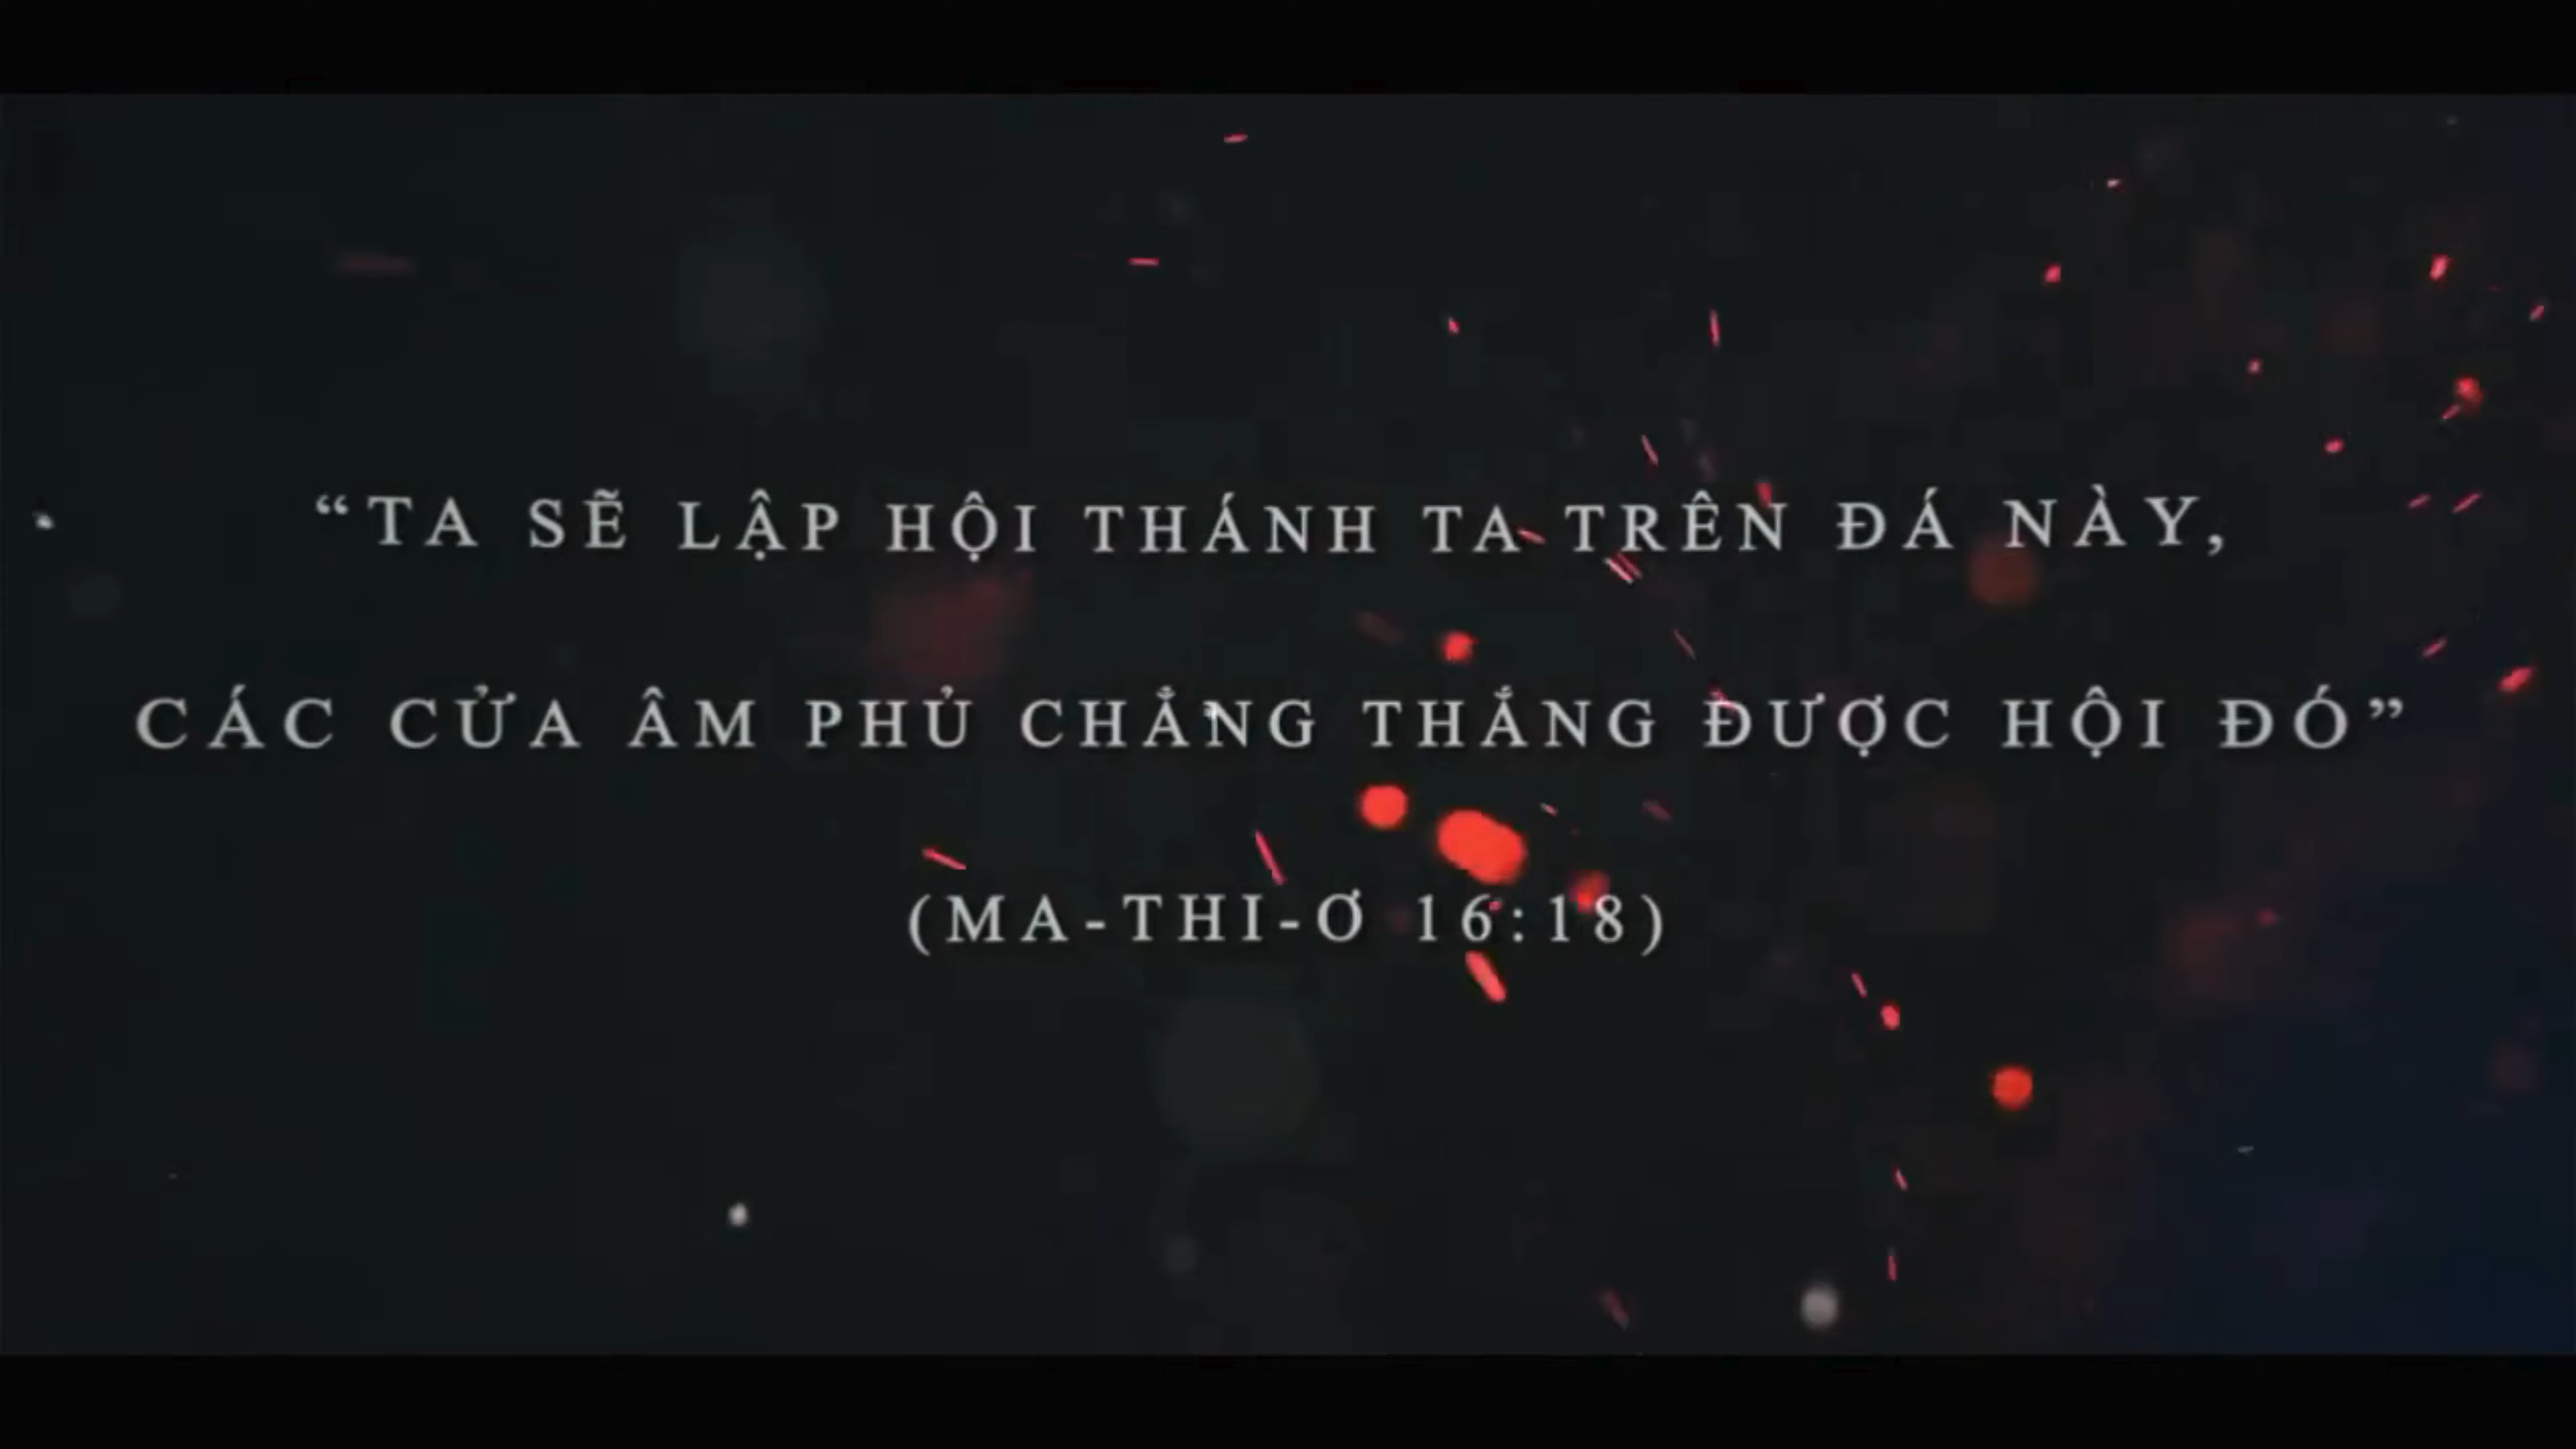 “TA SẼ LẬP HỘI THÁNH TA TRÊN ĐÁ NÀY,
CÁC CỬA ÂM PHỦ CHẲNG THẮNG ĐƯỢC HỘI ĐÓ”
(MA-THI-Ơ 16:18)